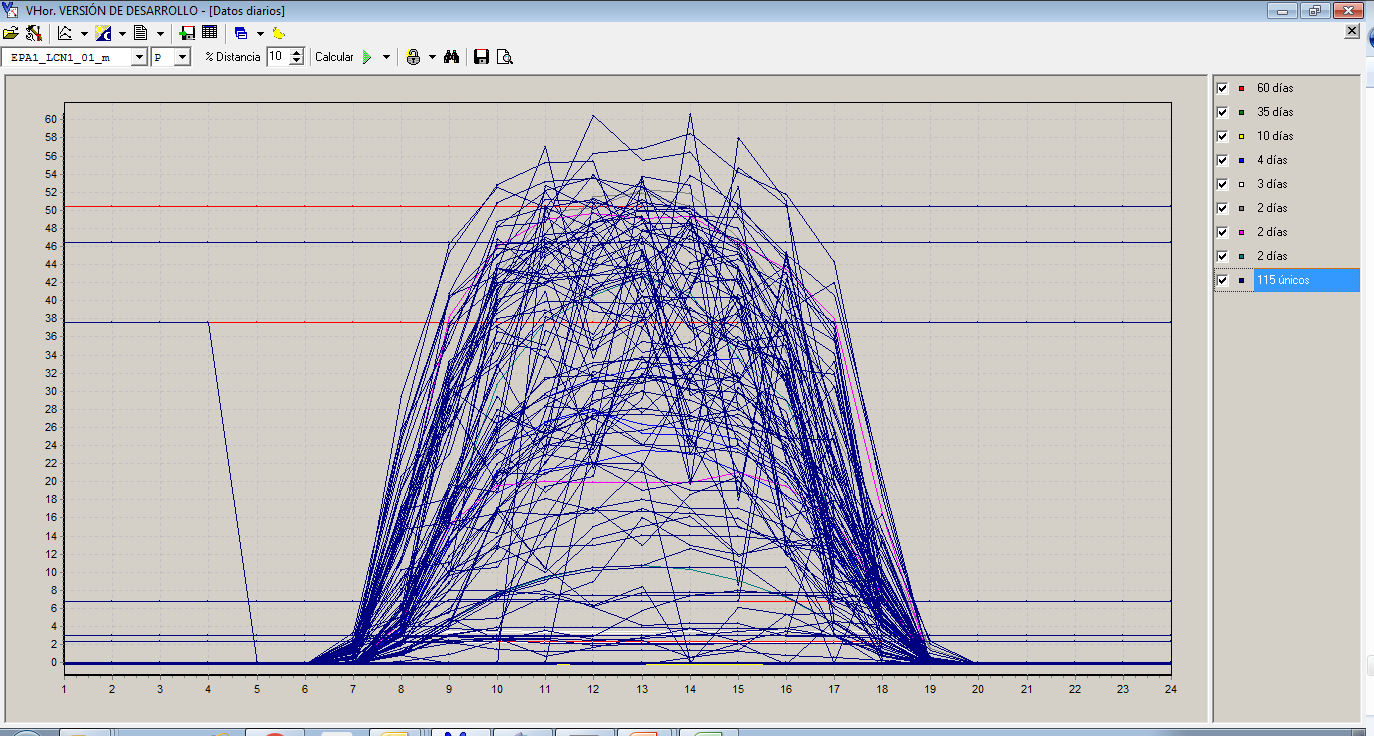 VHor. VERSIÓN DE DESARROLLO - [Datos diarios]
EPA1_LCN1_01_m P % Distancia 10 Calcular
60 días
35 días
10 días
4 días
3 días
2 días
2 días
2 días
115 únicos
60
58
56
54
52
50
48
46
44
42
40
38
36
34
32
30
28
26
24
22
20
18
16
14
12
10
8
6
4
2
0
1 2 3 4 5 6 7 8 9 10 11 12 13 14 15 16 17 18 19 20 21 22 23 24